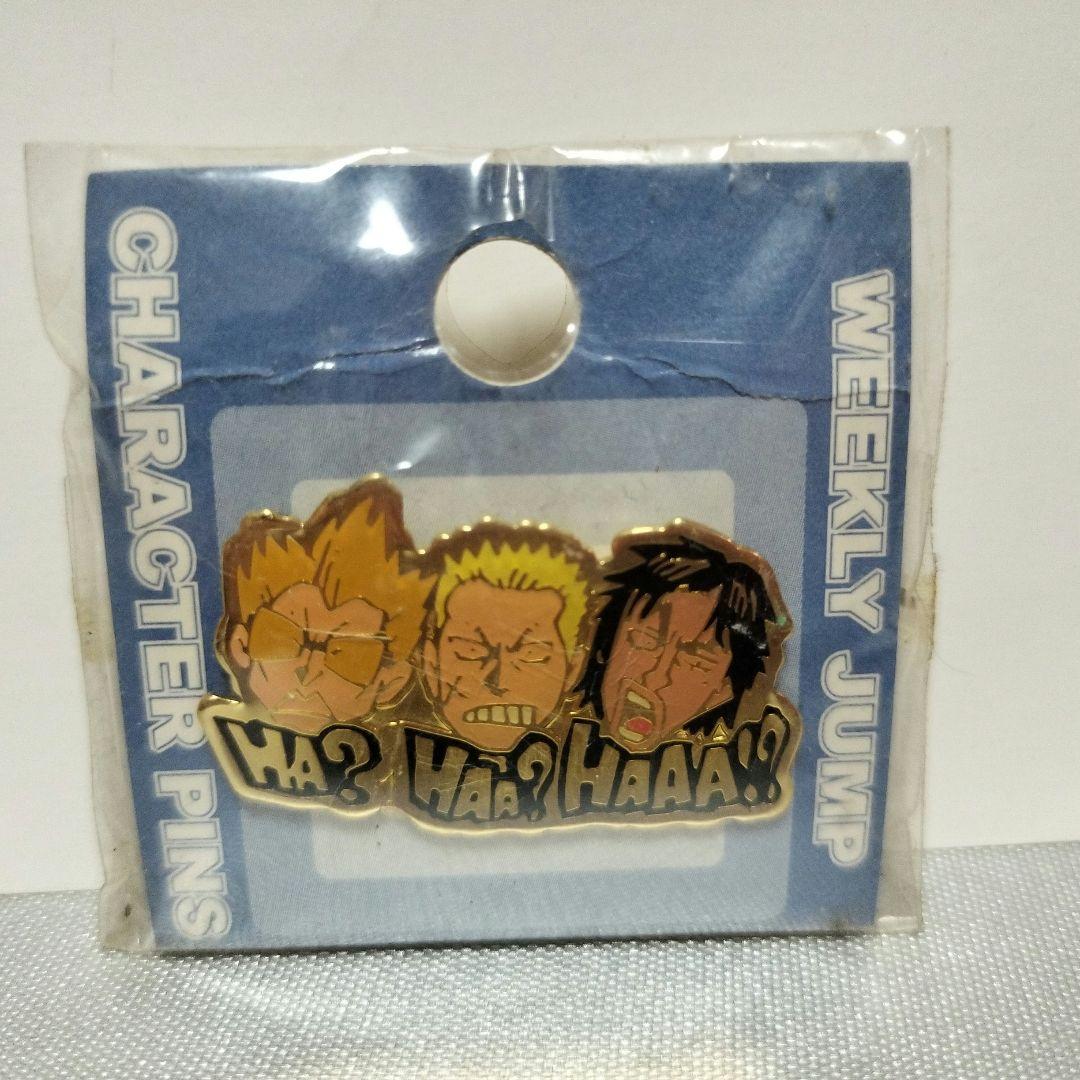 CHARACTER PINS
WEEKLY JUMP
HA?
HAA?
HAAA!?